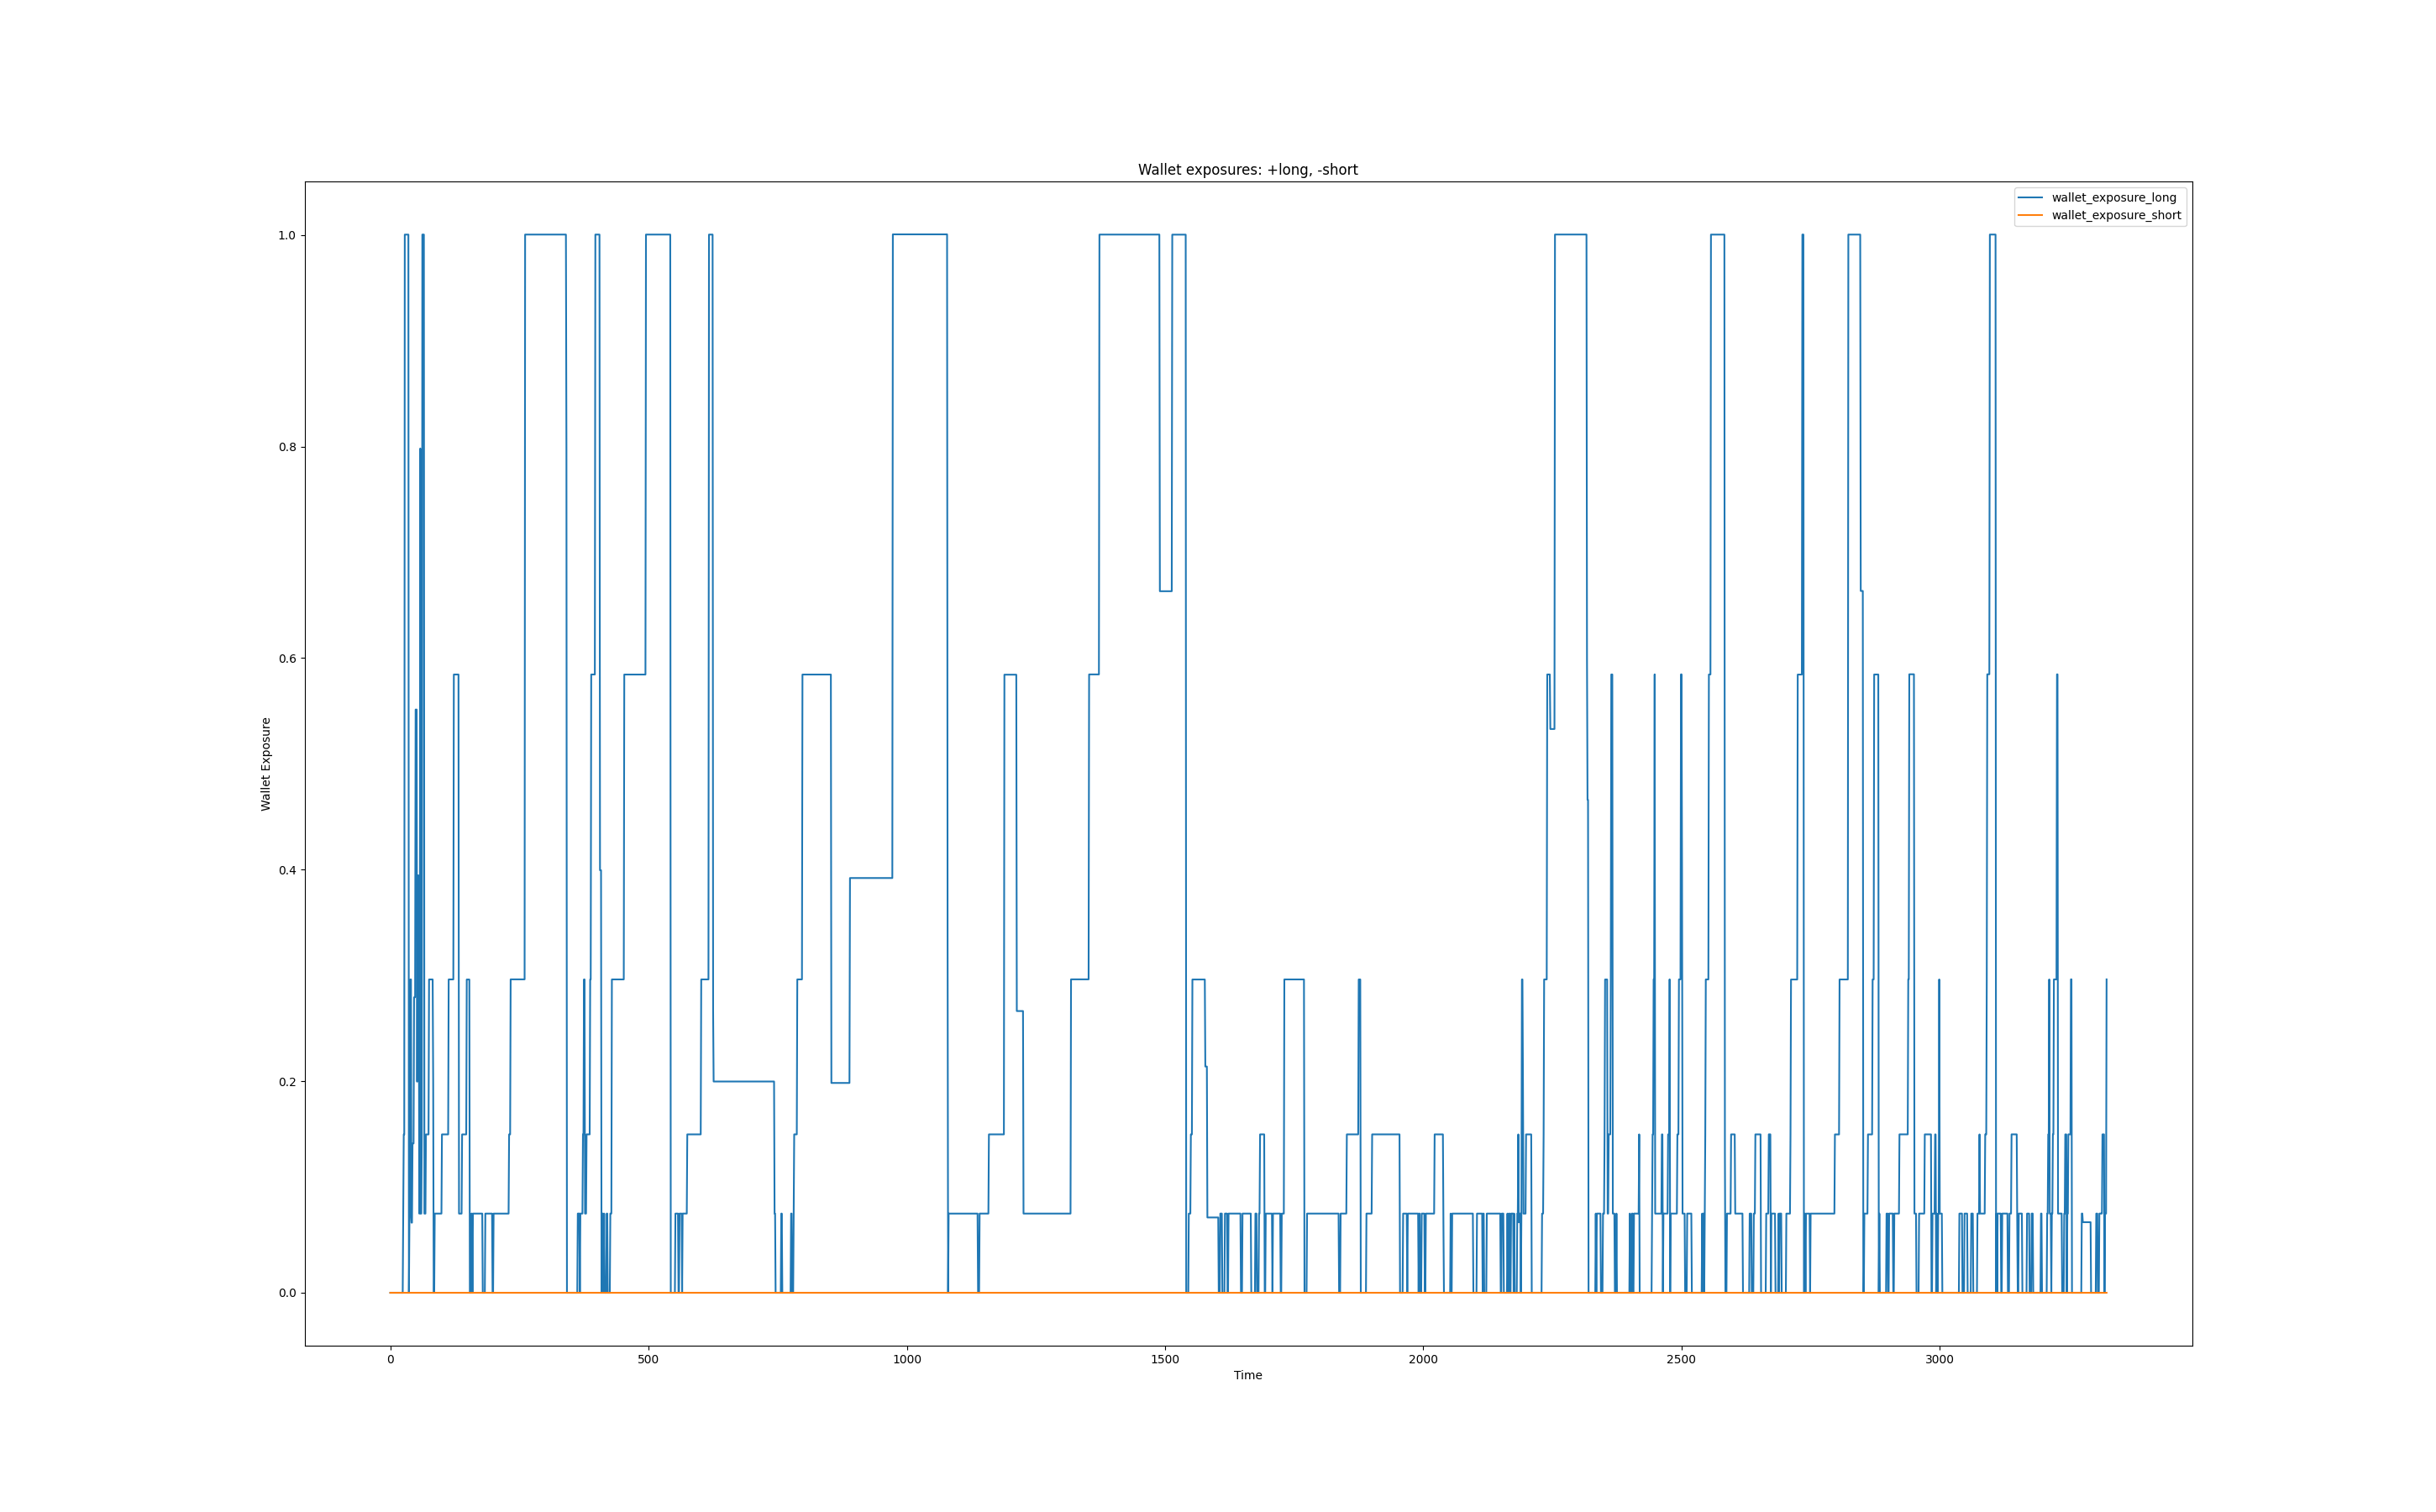 Wallet exposures: +long, -short
wallet_exposure_long
wallet_exposure_short
1.0
0.8
0.6
0.4
0.2
0.0
Wallet Exposure
0 500 1000 1500 2000 2500 3000
Time